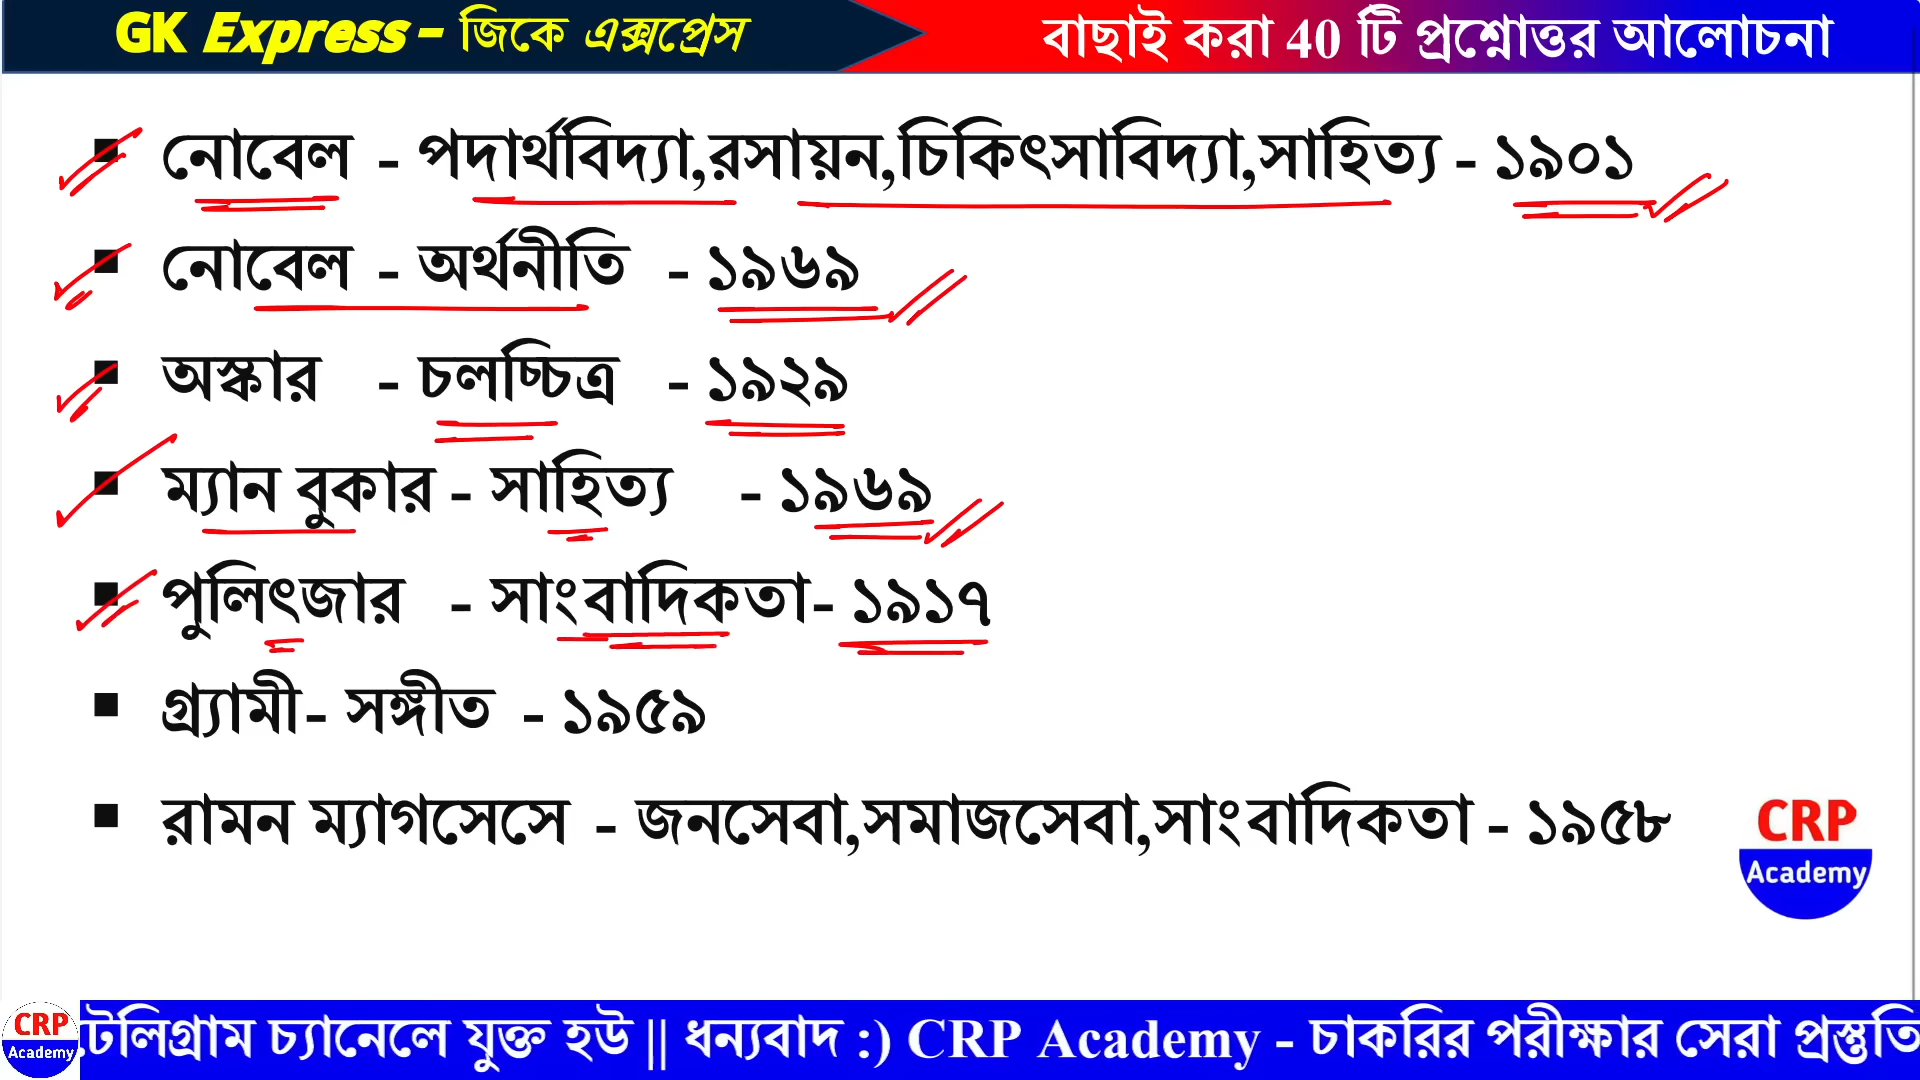 GK Express – জিকে এক্সপ্রেস
বাছাই করা 40 টি প্রশ্নোত্তর আলোচনা
নোবেল - পদার্থবিদ্যা,রসায়ন,চিকিৎসাবিদ্যা,সাহিত্য - ১৯০১
নোবেল - অর্থনীতি - ১৯৬৯
অস্কার - চলচ্চিত্র - ১৯২৯
ম্যান বুকার - সাহিত্য - ১৯৬৯
পুলিৎজার - সাংবাদিকতা- ১৯১৭
গ্র্যামী- সঙ্গীত - ১৯৫৯
রামন ম্যাগসেসে - জনসেবা,সমাজসেবা,সাংবাদিকতা - ১৯৫৮
CRP
Academy
CRP
Academy
টেলিগ্রাম চ্যানেলে যুক্ত হউ || ধন্যবাদ :) CRP Academy - চাকরির পরীক্ষার সেরা প্রস্তুতি